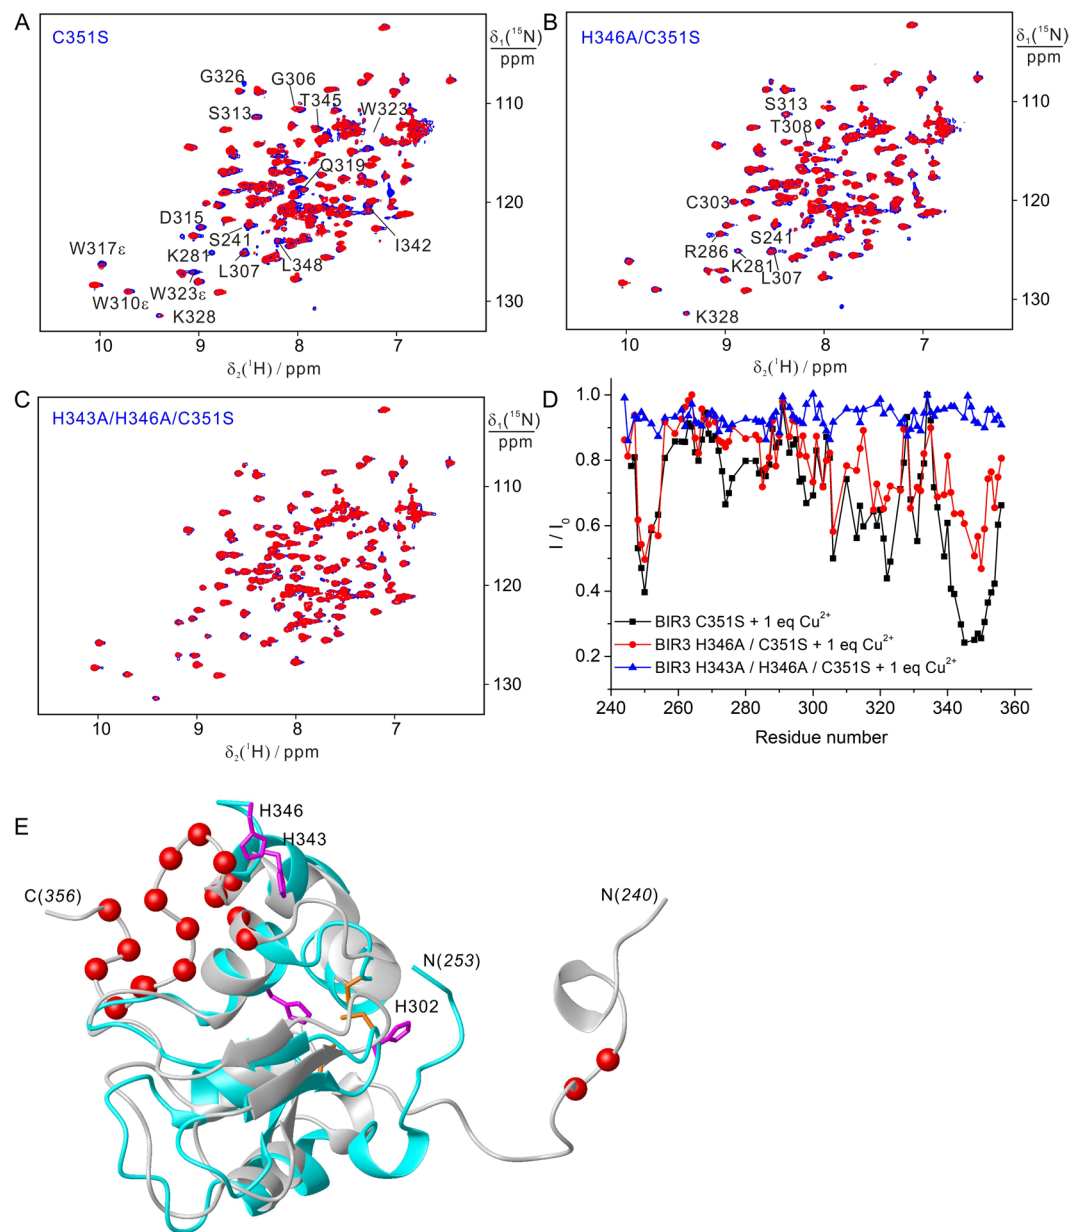 A
C351S
δ₁(¹⁵N)
ppm
G326
G306
T345
W323
S313
Q319
D315
S241
I342
W317ε
K281
L307
L348
W323ε
W310ε
K328
110
120
130
10 9 8 7
δ₂(¹H) / ppm
B
H346A/C351S
δ₁(¹⁵N)
ppm
S313
T308
C303
R286
S241
K281
L307
K328
110
120
130
10 9 8 7
δ₂(¹H) / ppm
C
H343A/H346A/C351S
δ₁(¹⁵N)
ppm
110
120
130
10 9 8 7
δ₂(¹H) / ppm
D
1.0
0.8
0.6
0.4
0.2
I / I₀
BIR3 C351S + 1 eq Cu²⁺
BIR3 H346A / C351S + 1 eq Cu²⁺
BIR3 H343A / H346A / C351S + 1 eq Cu²⁺
240 260 280 300 320 340 360
Residue number
E
H346
H343
C(356)
N(240)
N(253)
H302